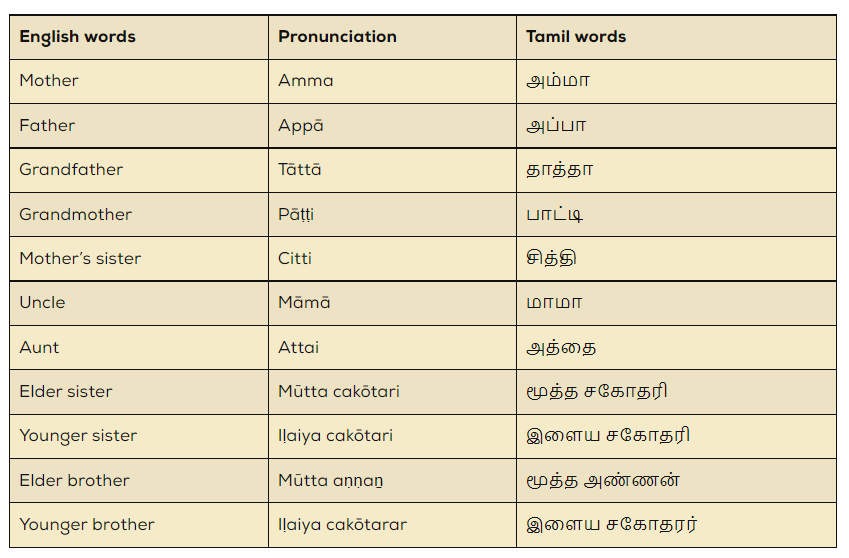 English words Pronunciation Tamil words
Mother Amma அம்மா
Father Appā அப்பா
Grandfather Tāttā தாத்தா
Grandmother Pāṭṭi பாட்டி
Mother’s sister Citti சித்தி
Uncle Māmā மாமா
Aunt Attai அத்தை
Elder sister Mūtta cakōtari மூத்த சகோதரி
Younger sister Iḷaiya cakōtari இளைய சகோதரி
Elder brother Mūtta aṇṇaṉ மூத்த அண்ணன்
Younger brother Iḷaiya cakōtarar இளைய சகோதரர்